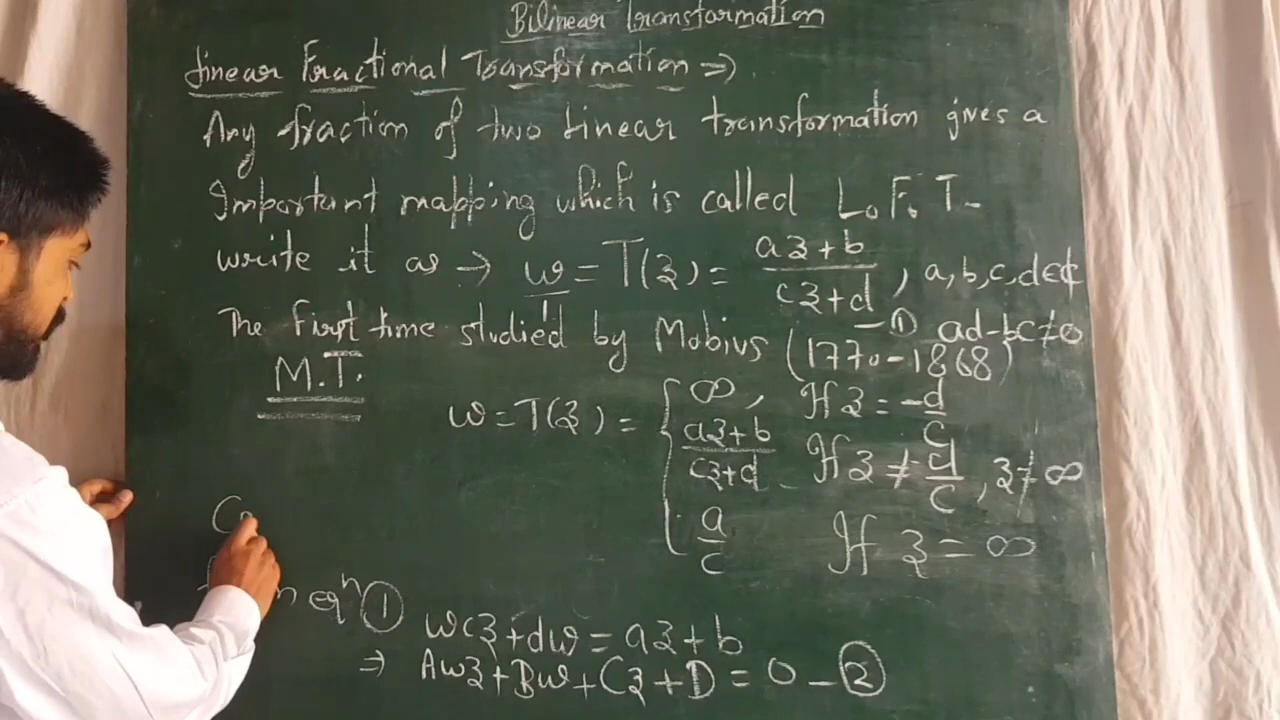 Bilinear Transformation
Linear Fractional Transformation ⇒
Any fraction of two linear transformation gives a
Important mapping which is called L.F.T.
write it as → w = T(z) = (az+b)/(cz+d), a,b,c,d∈ℂ
— ① ad-bc≠0
The first time studied by Mobius (1770-1868)
M.T.
w = T(z) = { ∞, If z = -d/c
(az+b)/(cz+d) If z ≠ -d/c, z ≠ ∞
a/c If z = ∞
eqn ①
wcz+dw = az+b
⇒ Awz+Bw+Cz+D = 0 - ②